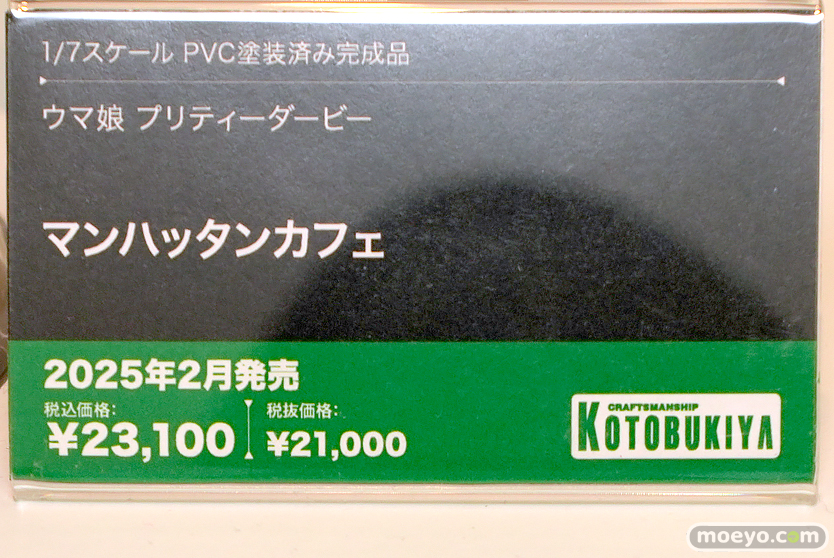 1/7スケール PVC塗装済み完成品
ウマ娘 プリティーダービー
マンハッタンカフェ
2025年2月発売
税込価格:
¥23,100
税抜価格:
¥21,000
CRAFTSMANSHIP
KOTOBUKIYA
moeyo.com